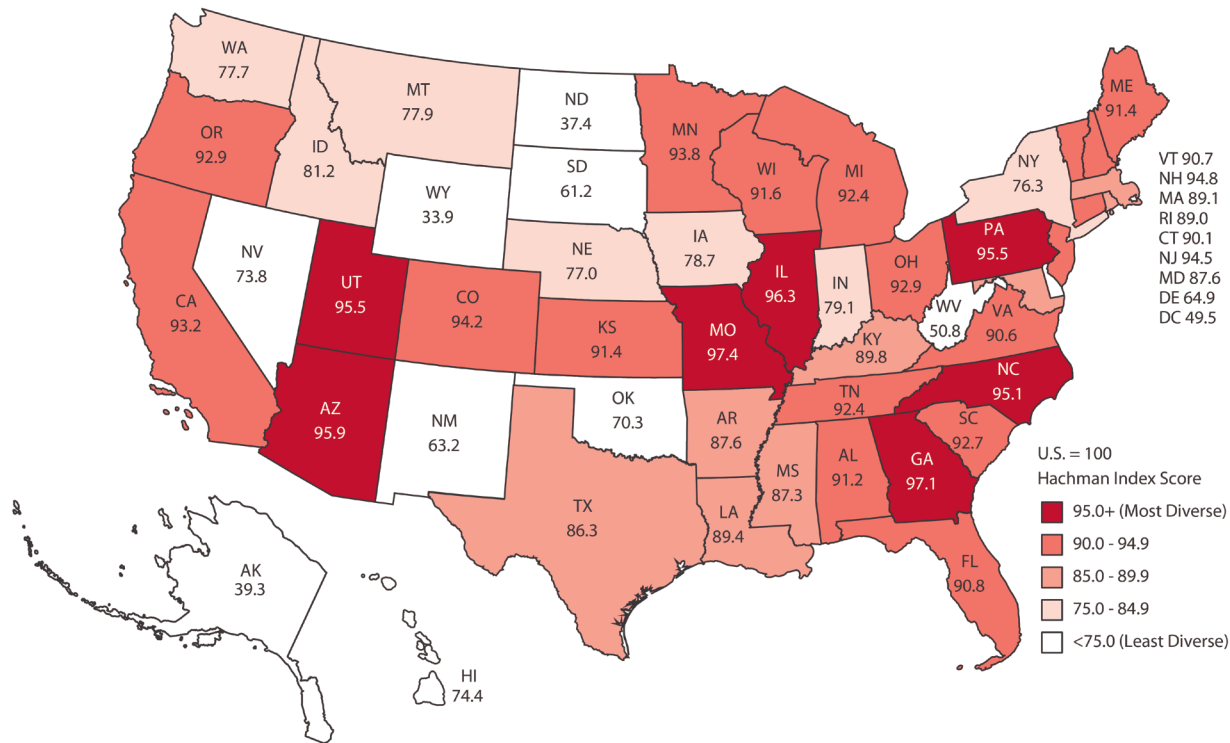 WA
77.7
MT
77.9
ND
37.4
MN
93.8
ME
91.4
OR
92.9
ID
81.2
SD
61.2
WI
91.6
MI
92.4
NY
76.3
VT 90.7
NH 94.8
MA 89.1
RI 89.0
CT 90.1
NJ 94.5
MD 87.6
DE 64.9
DC 49.5
WY
33.9
NV
73.8
UT
95.5
NE
77.0
IA
78.7
PA
95.5
IL
96.3
IN
79.1
OH
92.9
CA
93.2
CO
94.2
KS
91.4
MO
97.4
WV
50.8
VA
90.6
KY
89.8
AZ
95.9
NM
63.2
OK
70.3
AR
87.6
TN
92.4
NC
95.1
SC
92.7
TX
86.3
LA
89.4
MS
87.3
AL
91.2
GA
97.1
FL
90.8
AK
39.3
HI
74.4
U.S. = 100
Hachman Index Score
95.0+ (Most Diverse)
90.0 - 94.9
85.0 - 89.9
75.0 - 84.9
<75.0 (Least Diverse)